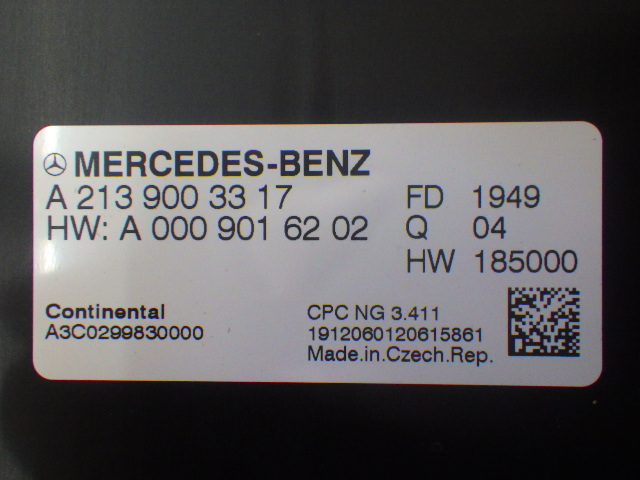 MERCEDES-BENZ
A 213 900 33 17 FD 1949
HW: A 000 901 62 02 Q 04
HW 185000
Continental CPC NG 3.411
A3C0299830000 1912060120615861
Made.in.Czech.Rep.